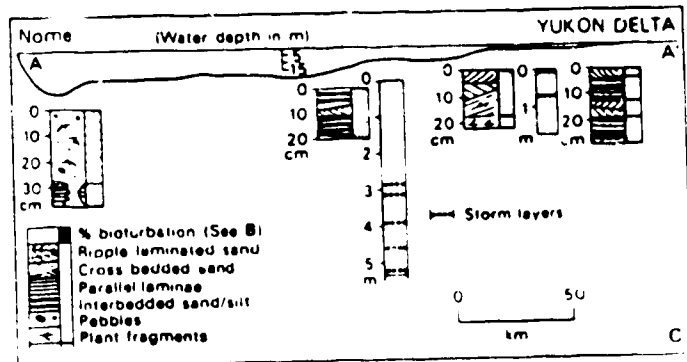 Nome (Water depth in m) YUKON DELTA
A A'
5
15
0
10
20
30
cm
0
10
20
cm
0
2
3
4
5
m
0
10
20
cm
0
1
m
0
10
20
cm
Storm layers
% bioturbation (See B)
Ripple laminated sand
Cross bedded sand
Parallel laminae
Interbedded sand/silt
Pebbles
Plant fragments
0 50
km
C